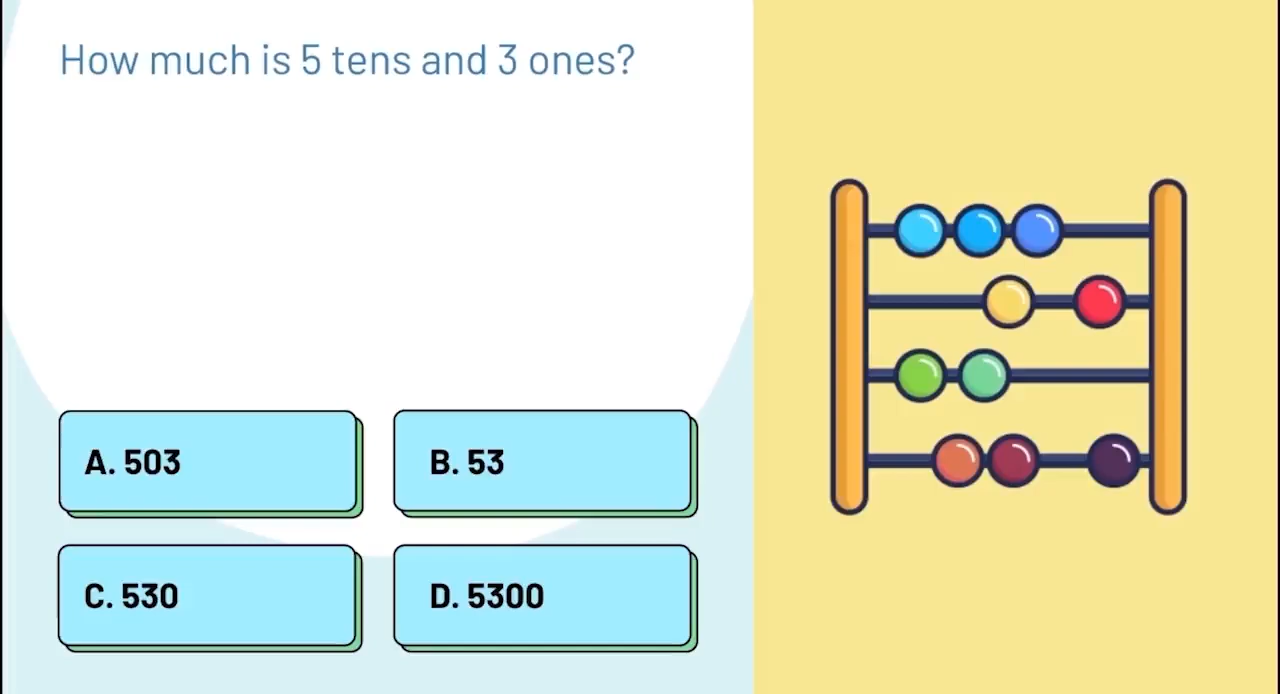 How much is 5 tens and 3 ones?
A. 503
B. 53
C. 530
D. 5300